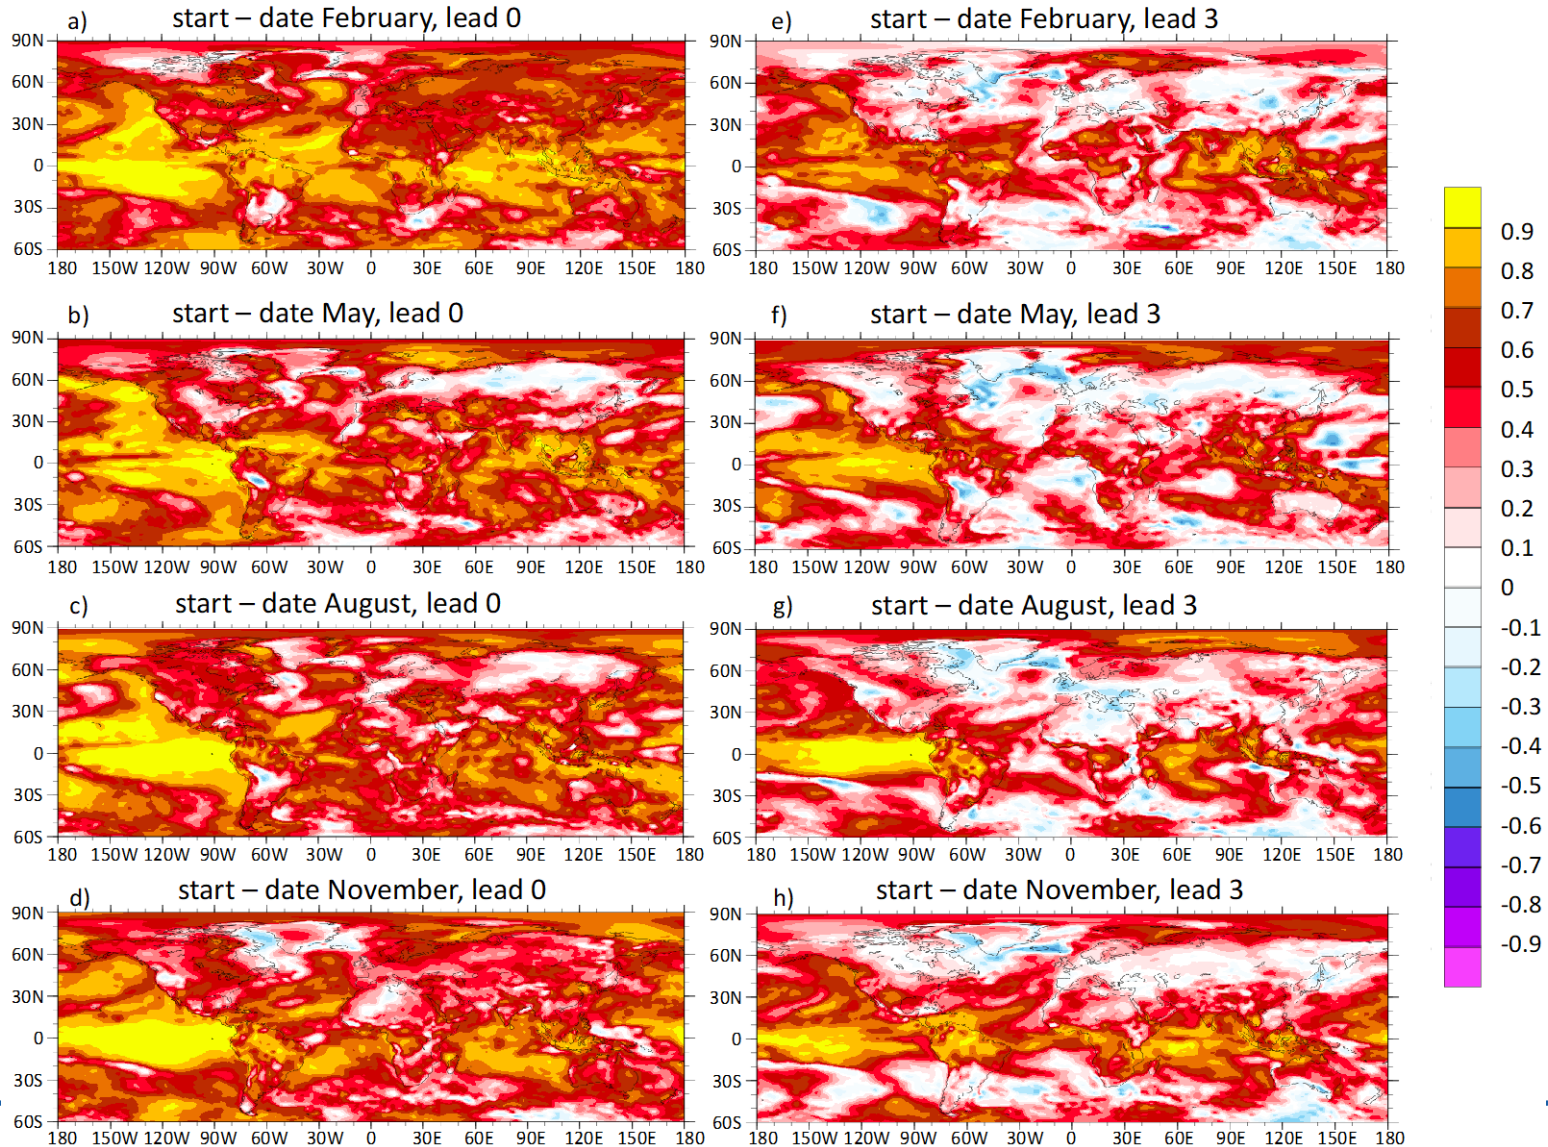 a) start – date February, lead 0
90N
60N
30N
0
30S
60S
180 150W 120W 90W 60W 30W 0 30E 60E 90E 120E 150E 180
e) start – date February, lead 3
90N
60N
30N
0
30S
60S
180 150W 120W 90W 60W 30W 0 30E 60E 90E 120E 150E 180
b) start – date May, lead 0
90N
60N
30N
0
30S
60S
180 150W 120W 90W 60W 30W 0 30E 60E 90E 120E 150E 180
f) start – date May, lead 3
90N
60N
30N
0
30S
60S
180 150W 120W 90W 60W 30W 0 30E 60E 90E 120E 150E 180
c) start – date August, lead 0
90N
60N
30N
0
30S
60S
180 150W 120W 90W 60W 30W 0 30E 60E 90E 120E 150E 180
g) start – date August, lead 3
90N
60N
30N
0
30S
60S
180 150W 120W 90W 60W 30W 0 30E 60E 90E 120E 150E 180
d) start – date November, lead 0
90N
60N
30N
0
30S
60S
180 150W 120W 90W 60W 30W 0 30E 60E 90E 120E 150E 180
h) start – date November, lead 3
90N
60N
30N
0
30S
60S
180 150W 120W 90W 60W 30W 0 30E 60E 90E 120E 150E 180
0.9
0.8
0.7
0.6
0.5
0.4
0.3
0.2
0.1
0
-0.1
-0.2
-0.3
-0.4
-0.5
-0.6
-0.7
-0.8
-0.9